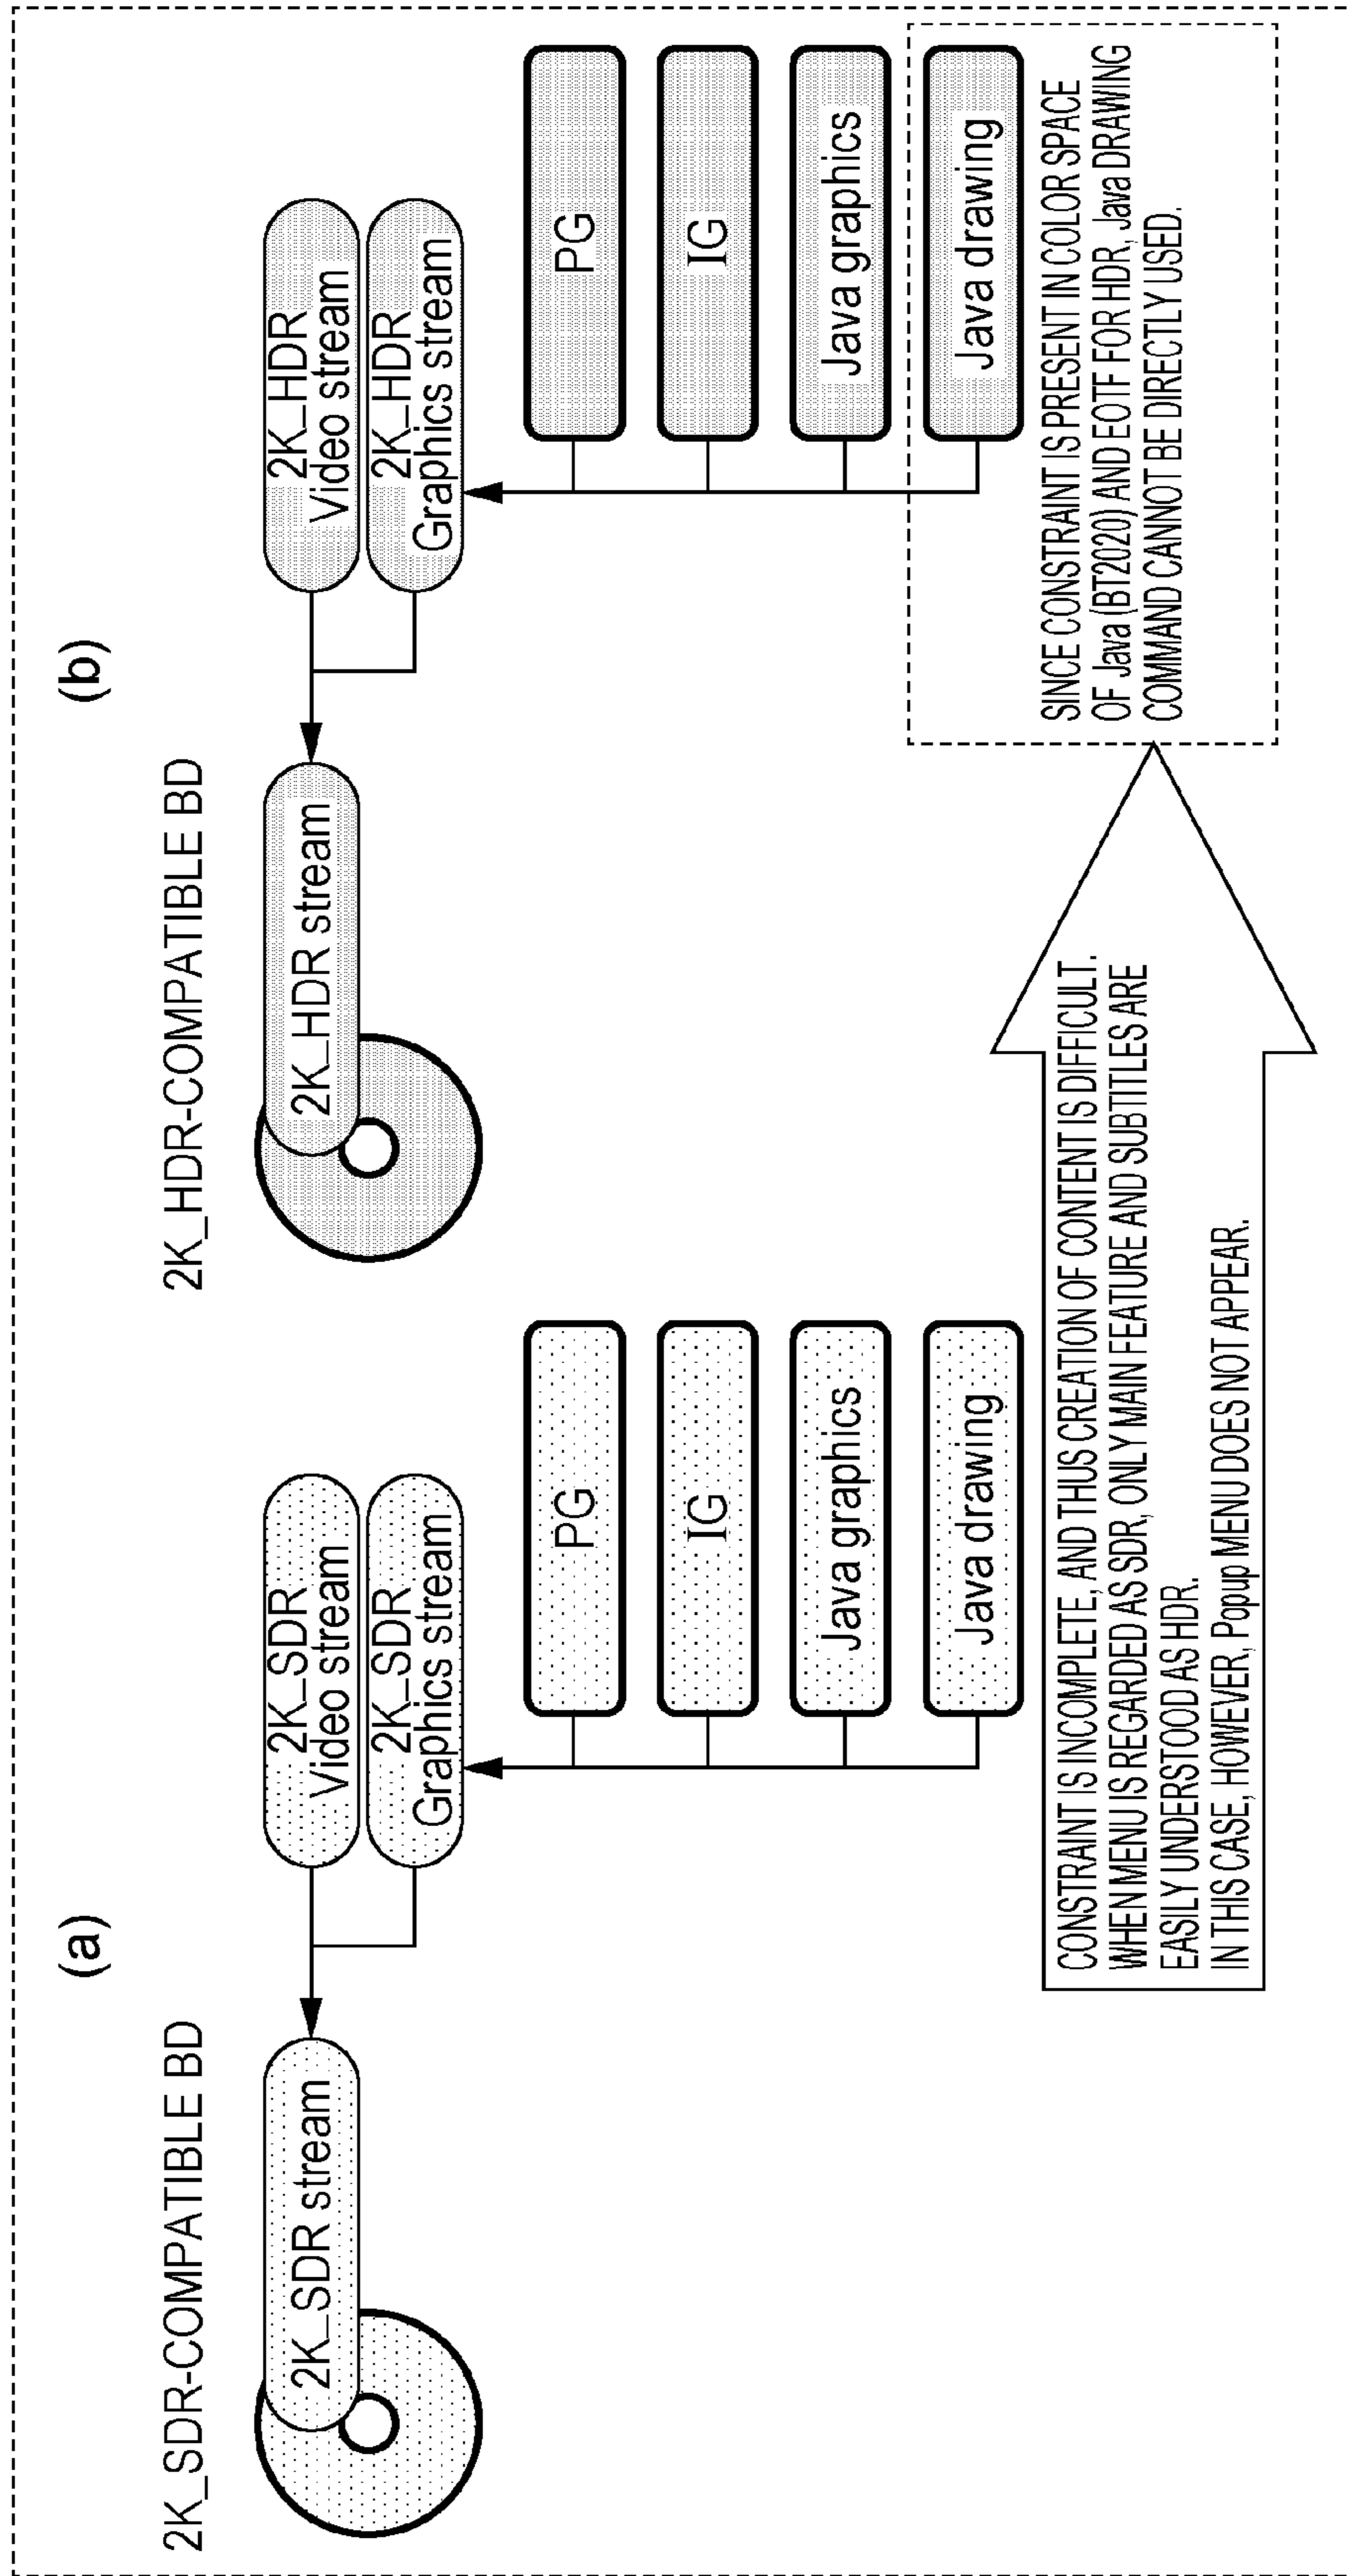 (a)
2K_SDR-COMPATIBLE BD
2K_SDR stream
2K_SDR
Video stream
2K_SDR
Graphics stream
PG
IG
Java graphics
Java drawing
(b)
2K_HDR-COMPATIBLE BD
2K_HDR stream
2K_HDR
Video stream
2K_HDR
Graphics stream
PG
IG
Java graphics
Java drawing
CONSTRAINT IS INCOMPLETE, AND THUS CREATION OF CONTENT IS DIFFICULT.
WHEN MENU IS REGARDED AS SDR, ONLY MAIN FEATURE AND SUBTITLES ARE
EASILY UNDERSTOOD AS HDR.
IN THIS CASE, HOWEVER, Popup MENU DOES NOT APPEAR.
SINCE CONSTRAINT IS PRESENT IN COLOR SPACE
OF Java (BT2020) AND EOTF FOR HDR, Java DRAWING
COMMAND CANNOT BE DIRECTLY USED.